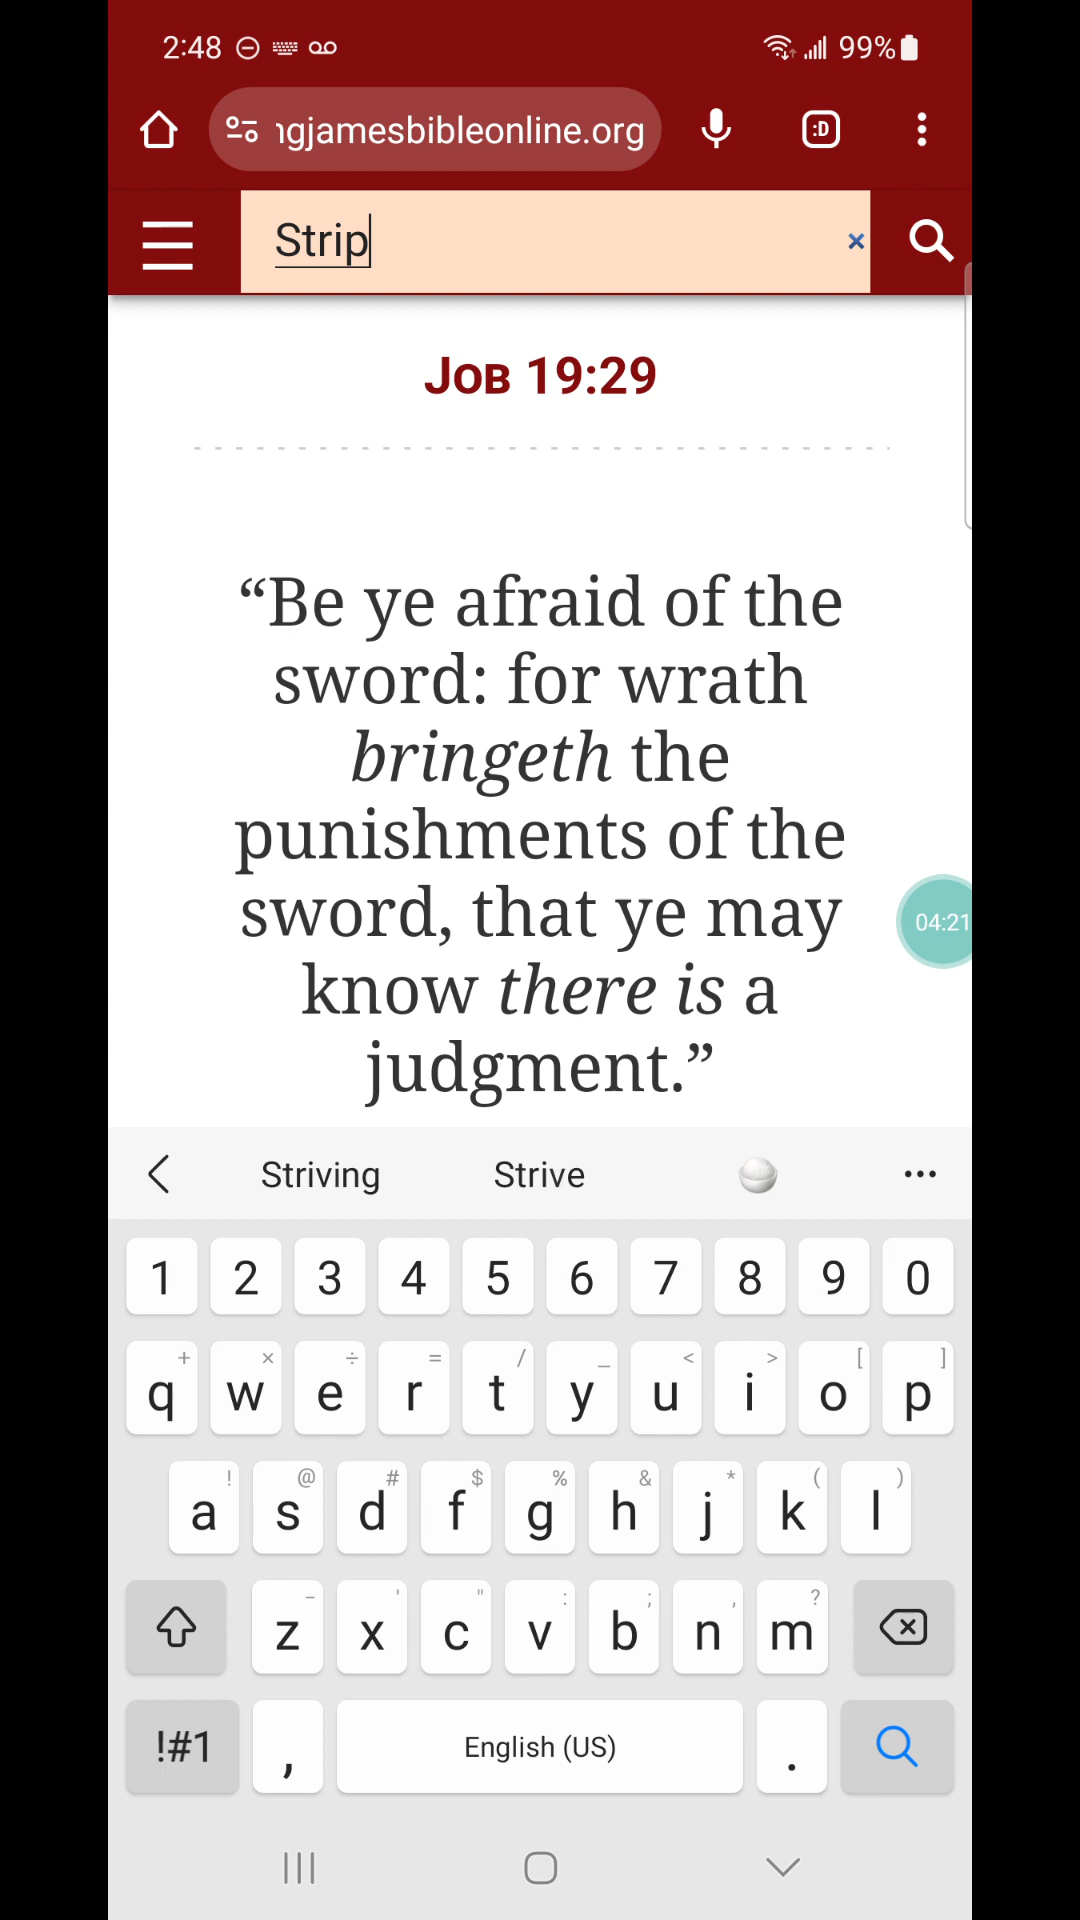 2:48 99%
ngjamesbibleonline.org :D
Strip ×
Job 19:29
“Be ye afraid of the
sword: for wrath
bringeth the
punishments of the
sword, that ye may
know there is a
judgment.”
04:21
Striving Strive ...
1 2 3 4 5 6 7 8 9 0
+ × ÷ = / _ < > [ ]
q w e r t y u i o p
! @ # $ % & * ( )
a s d f g h j k l
- ' " : ; , ?
z x c v b n m
!#1 , English (US) .